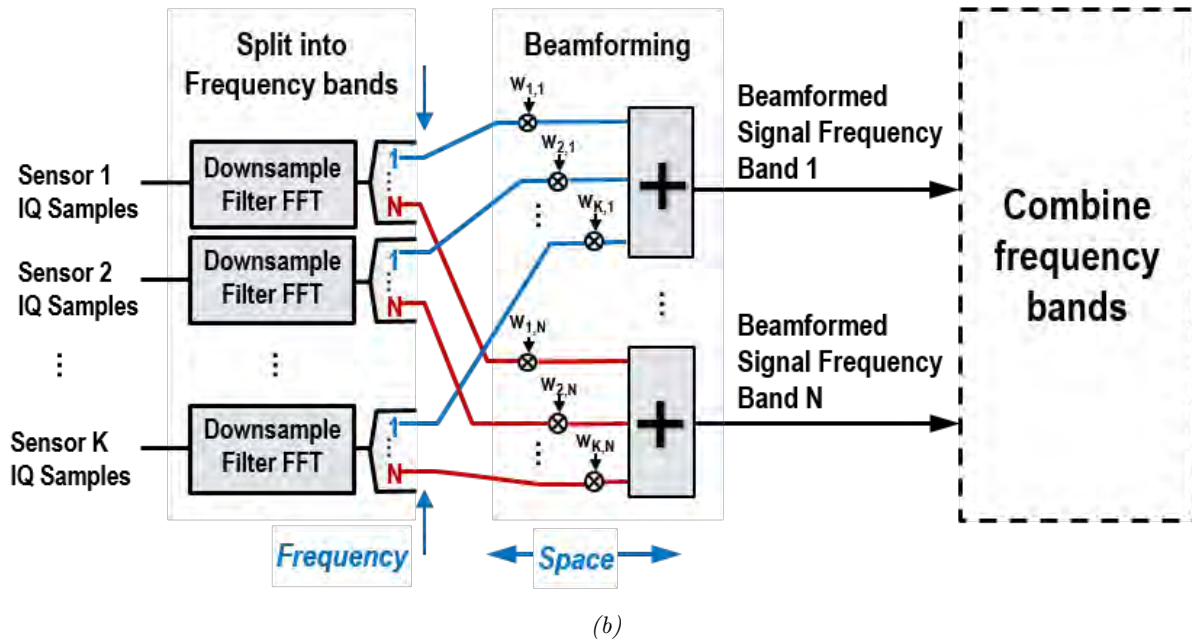 Split into
Frequency bands
Beamforming
Sensor 1
IQ Samples
Downsample
Filter FFT
1
N
Sensor 2
IQ Samples
Downsample
Filter FFT
1
N
Sensor K
IQ Samples
Downsample
Filter FFT
1
N
w1,1
w2,1
wK,1
w1,N
w2,N
wK,N
+
+
Beamformed
Signal Frequency
Band 1
Beamformed
Signal Frequency
Band N
Combine
frequency
bands
Frequency
Space
(b)